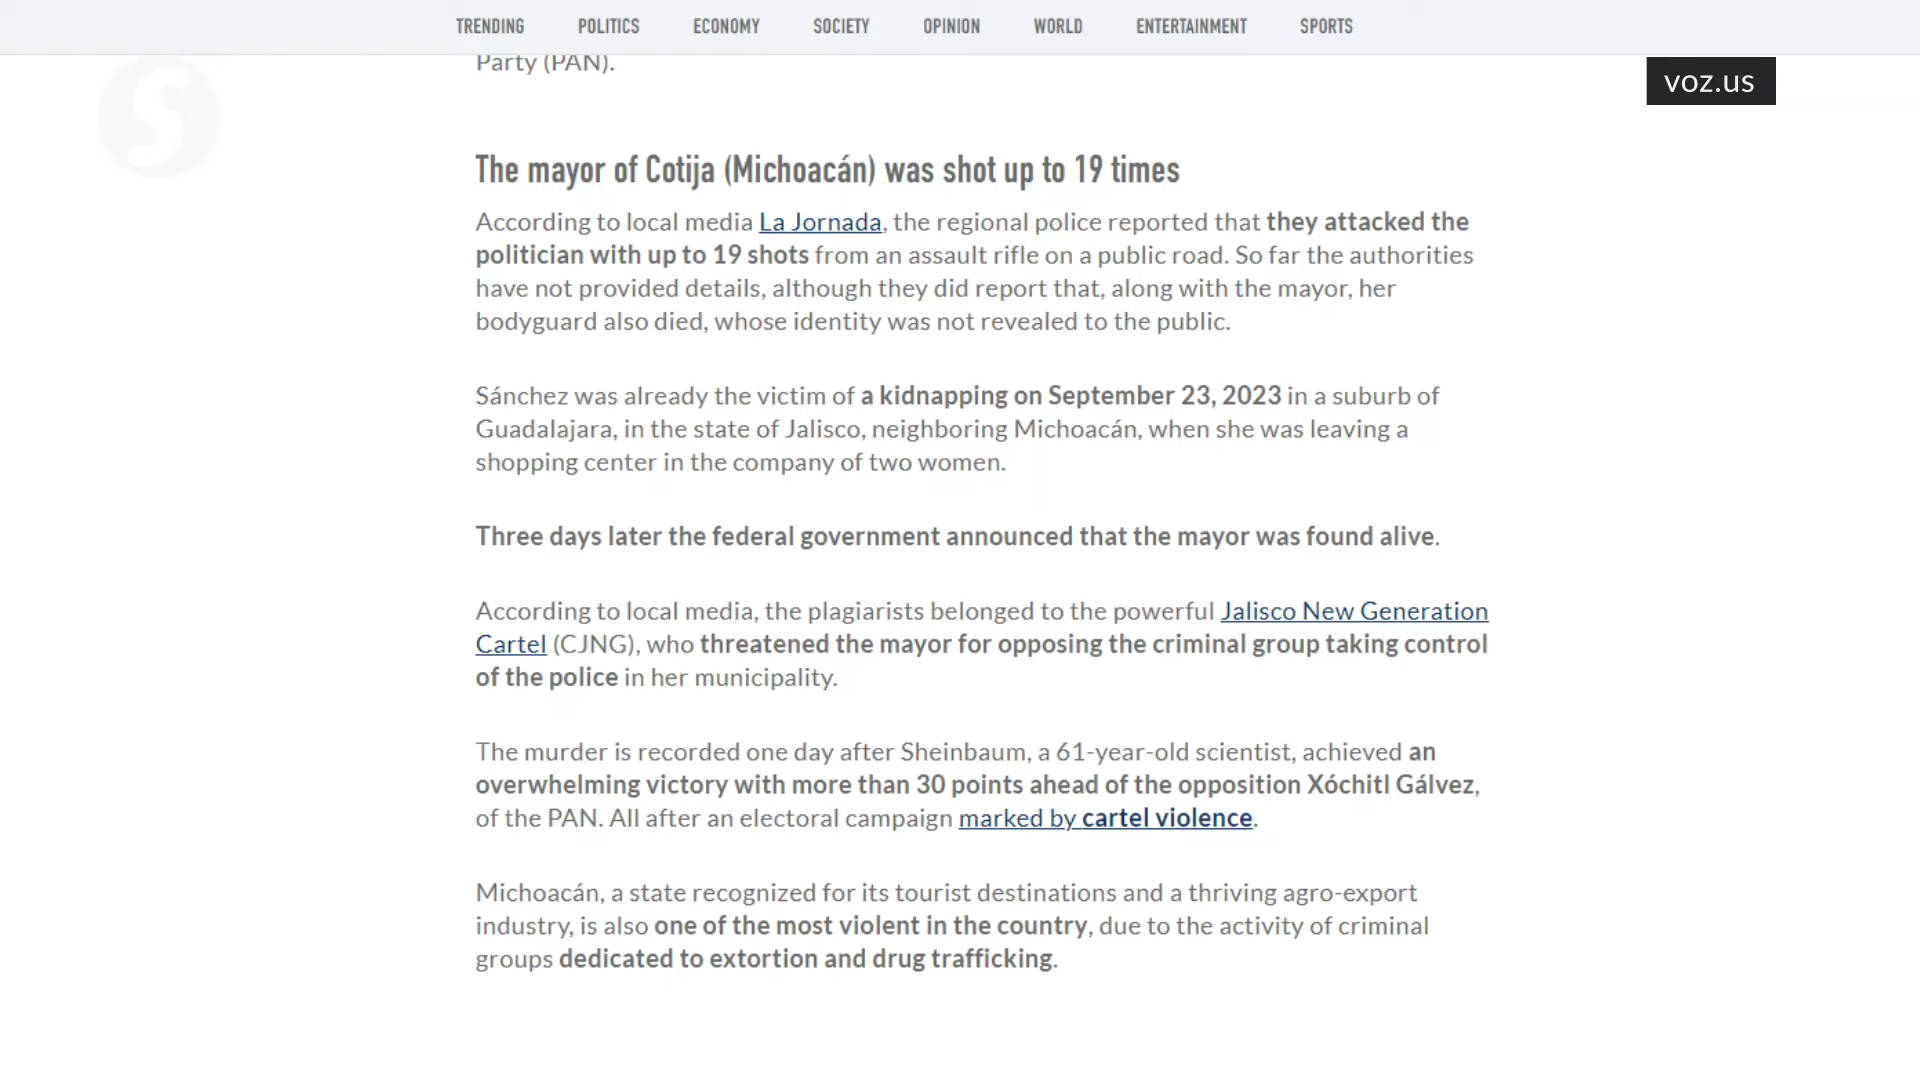 TRENDING POLITICS ECONOMY SOCIETY OPINION WORLD ENTERTAINMENT SPORTS
Party (PAN).
voz.us
S
The mayor of Cotija (Michoacán) was shot up to 19 times
According to local media La Jornada, the regional police reported that they attacked the
politician with up to 19 shots from an assault rifle on a public road. So far the authorities
have not provided details, although they did report that, along with the mayor, her
bodyguard also died, whose identity was not revealed to the public.
Sánchez was already the victim of a kidnapping on September 23, 2023 in a suburb of
Guadalajara, in the state of Jalisco, neighboring Michoacán, when she was leaving a
shopping center in the company of two women.
Three days later the federal government announced that the mayor was found alive.
According to local media, the plagiarists belonged to the powerful Jalisco New Generation
Cartel (CJNG), who threatened the mayor for opposing the criminal group taking control
of the police in her municipality.
The murder is recorded one day after Sheinbaum, a 61-year-old scientist, achieved an
overwhelming victory with more than 30 points ahead of the opposition Xóchitl Gálvez,
of the PAN. All after an electoral campaign marked by cartel violence.
Michoacán, a state recognized for its tourist destinations and a thriving agro-export
industry, is also one of the most violent in the country, due to the activity of criminal
groups dedicated to extortion and drug trafficking.